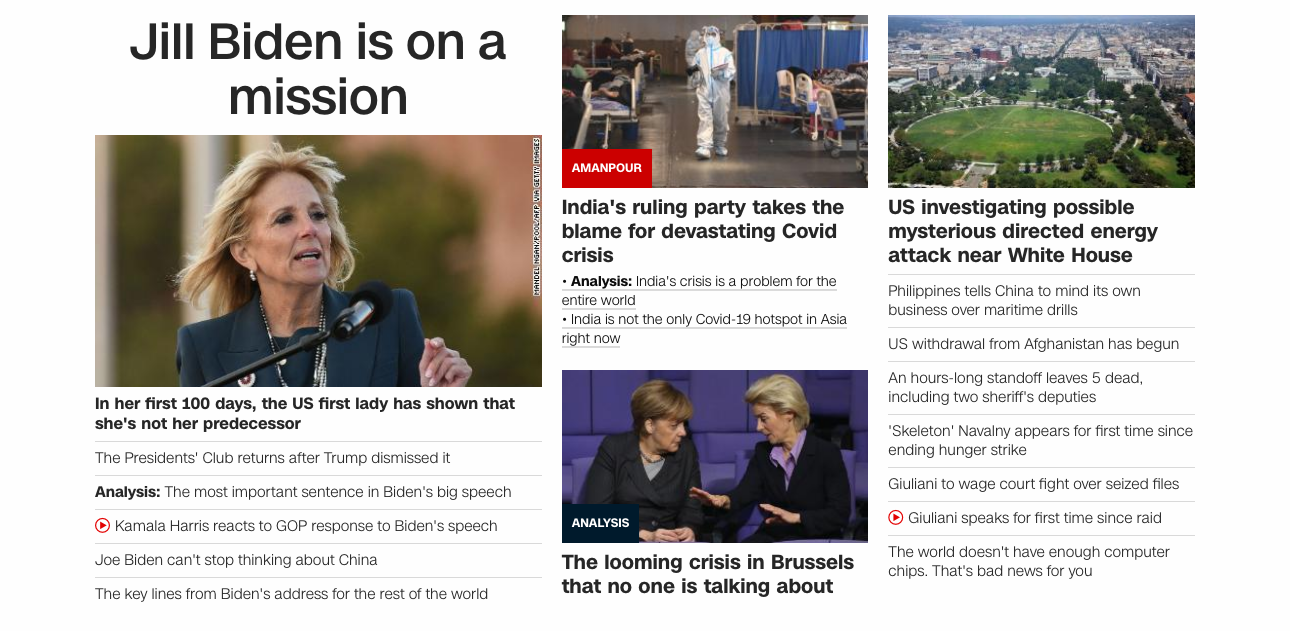 Jill Biden is on a
mission
MANDEL NGAN/POOL/AFP VIA GETTY IMAGES
In her first 100 days, the US first lady has shown that
she's not her predecessor
The Presidents' Club returns after Trump dismissed it
Analysis: The most important sentence in Biden's big speech
Kamala Harris reacts to GOP response to Biden's speech
Joe Biden can't stop thinking about China
The key lines from Biden's address for the rest of the world
AMANPOUR
India's ruling party takes the
blame for devastating Covid
crisis
• Analysis: India's crisis is a problem for the
entire world
• India is not the only Covid-19 hotspot in Asia
right now
ANALYSIS
The looming crisis in Brussels
that no one is talking about
US investigating possible
mysterious directed energy
attack near White House
Philippines tells China to mind its own
business over maritime drills
US withdrawal from Afghanistan has begun
An hours-long standoff leaves 5 dead,
including two sheriff's deputies
'Skeleton' Navalny appears for first time since
ending hunger strike
Giuliani to wage court fight over seized files
Giuliani speaks for first time since raid
The world doesn't have enough computer
chips. That's bad news for you